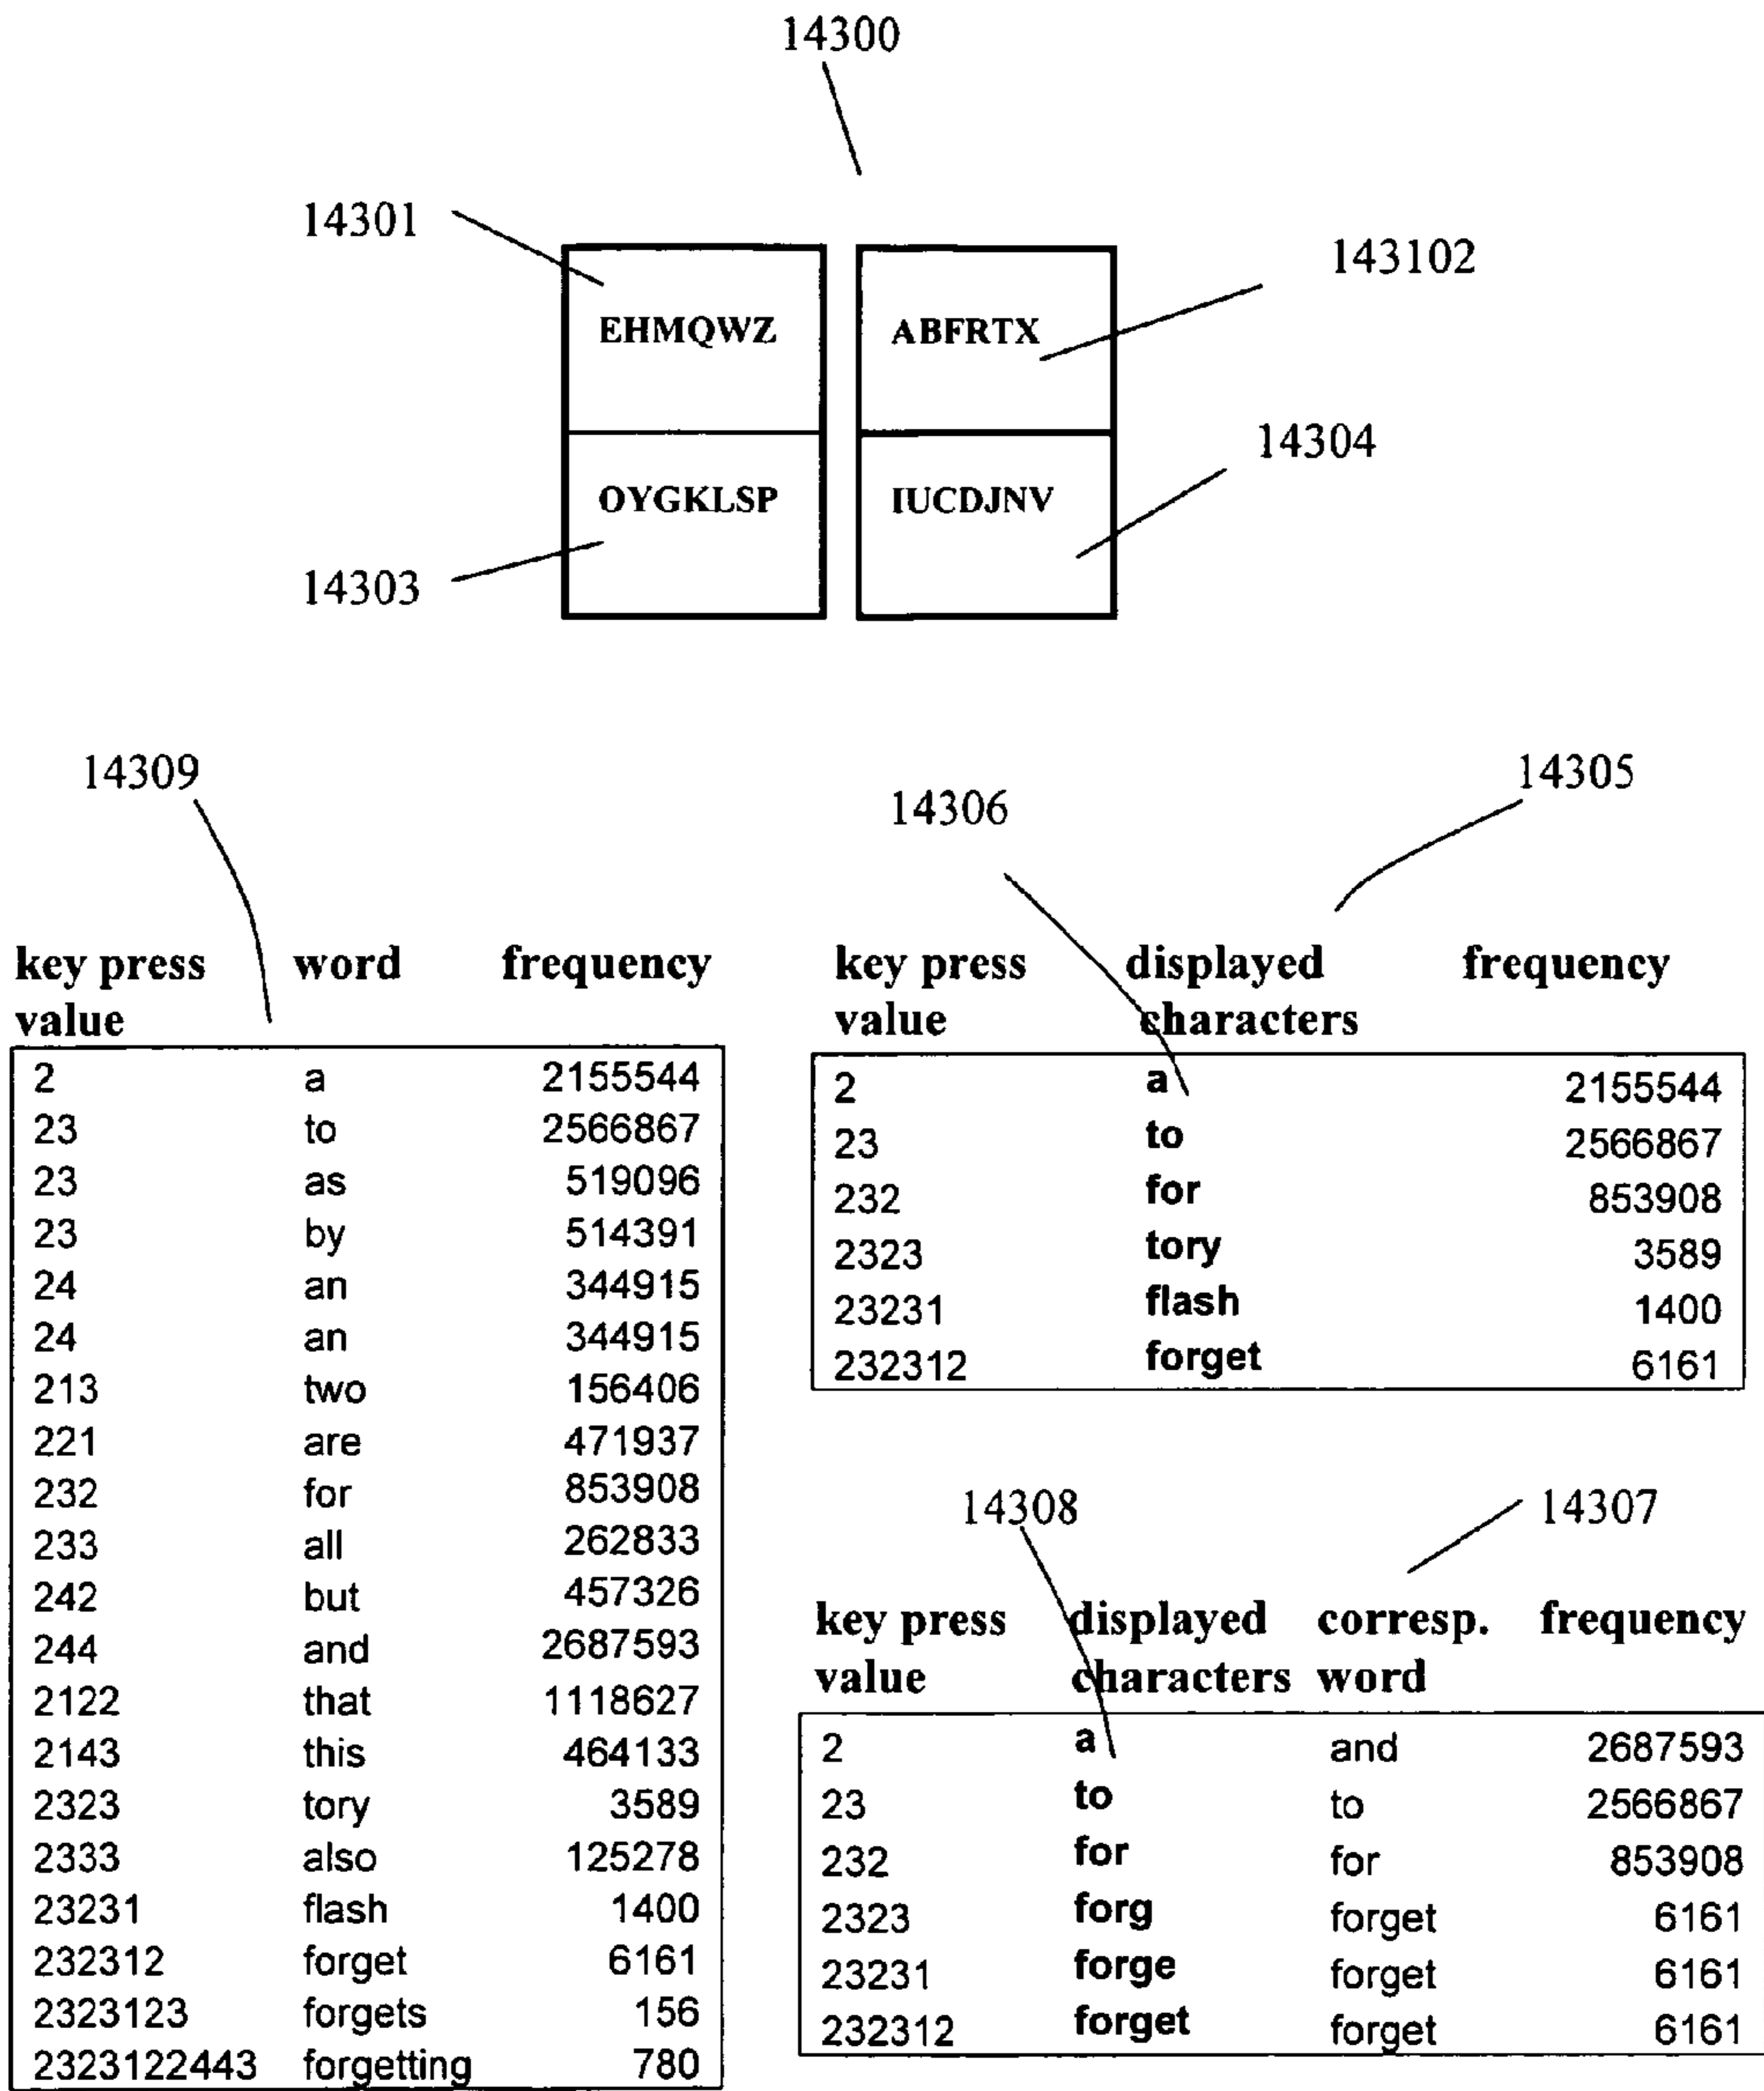 14300
14301
143102
EHMQWZ ABFRTX
14304
OYGKLSP IUCDJNV
14303
14309
14305
14306
key press word frequency
value
2 a 2155544
23 to 2566867
23 as 519096
23 by 514391
24 an 344915
24 an 344915
213 two 156406
221 are 471937
232 for 853908
233 all 262833
242 but 457326
244 and 2687593
2122 that 1118627
2143 this 464133
2323 tory 3589
2333 also 125278
23231 flash 1400
232312 forget 6161
2323123 forgets 156
2323122443 forgetting 780
key press displayed frequency
value characters
2 a 2155544
23 to 2566867
232 for 853908
2323 tory 3589
23231 flash 1400
232312 forget 6161
14308
14307
key press displayed corresp. frequency
value characters word
2 a and 2687593
23 to to 2566867
232 for for 853908
2323 forg forget 6161
23231 forge forget 6161
232312 forget forget 6161